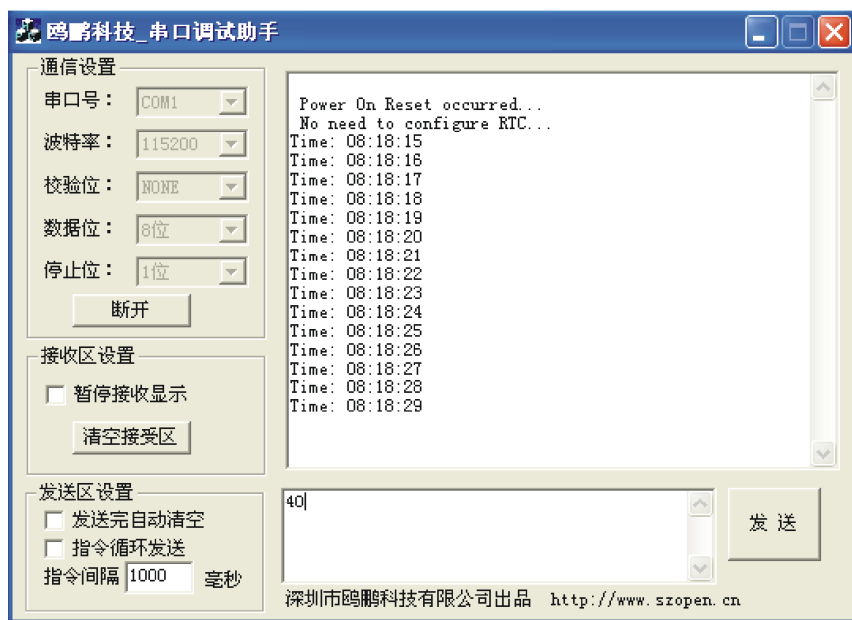 鸥鹏科技_串口调试助手
通信设置
串口号： COM1
波特率： 115200
校验位： NONE
数据位： 8位
停止位： 1位
断开
接收区设置
暂停接收显示
清空接受区
发送区设置
发送完自动清空
指令循环发送
指令间隔 1000 毫秒
Power On Reset occurred...
No need to configure RTC...
Time: 08:18:15
Time: 08:18:16
Time: 08:18:17
Time: 08:18:18
Time: 08:18:19
Time: 08:18:20
Time: 08:18:21
Time: 08:18:22
Time: 08:18:23
Time: 08:18:24
Time: 08:18:25
Time: 08:18:26
Time: 08:18:27
Time: 08:18:28
Time: 08:18:29
40
发 送
深圳市鸥鹏科技有限公司出品 http://www.szopen.cn